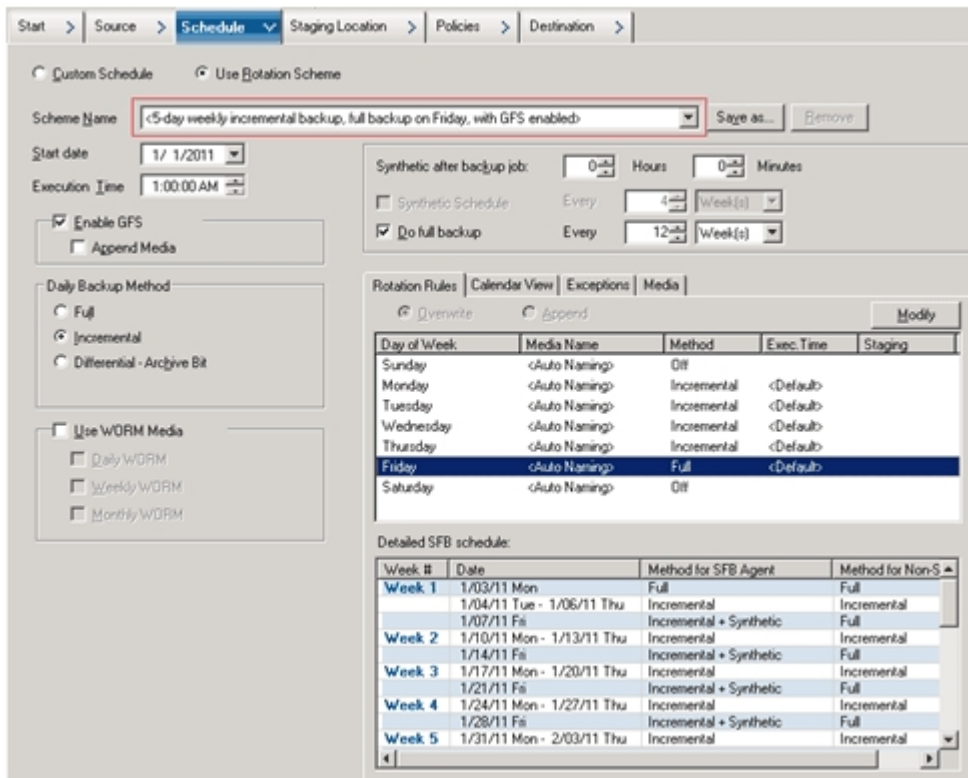 Start > Source > Schedule Staging Location > Policies > Destination >
Custom Schedule Use Rotation Scheme
Scheme Name <5-day weekly incremental backup, full backup on Friday, with GFS enabled> Save as... Remove
Start date 1/ 1/2011
Execution Time 1:00:00 AM
Synthetic after backup job: 0 Hours 0 Minutes
Synthetic Schedule Every 4 Week(s)
Do full backup Every 12 Week(s)
Enable GFS
Append Media
Daily Backup Method
Full
Incremental
Differential - Archive Bit
Use WORM Media
Daily WORM
Weekly WORM
Monthly WORM
Rotation Rules Calendar View Exceptions Media
Overwrite Append Modify
Day of Week Media Name Method Exec.Time Staging
Sunday <Auto Naming> Off
Monday <Auto Naming> Incremental <Default>
Tuesday <Auto Naming> Incremental <Default>
Wednesday <Auto Naming> Incremental <Default>
Thursday <Auto Naming> Incremental <Default>
Friday <Auto Naming> Full <Default>
Saturday <Auto Naming> Off
Detailed SFB schedule:
Week # Date Method for SFB Agent Method for Non-S
Week 1 1/03/11 Mon Full Full
1/04/11 Tue - 1/06/11 Thu Incremental Incremental
1/07/11 Fri Incremental + Synthetic Full
Week 2 1/10/11 Mon - 1/13/11 Thu Incremental Incremental
1/14/11 Fri Incremental + Synthetic Full
Week 3 1/17/11 Mon - 1/20/11 Thu Incremental Incremental
1/21/11 Fri Incremental + Synthetic Full
Week 4 1/24/11 Mon - 1/27/11 Thu Incremental Incremental
1/28/11 Fri Incremental + Synthetic Full
Week 5 1/31/11 Mon - 2/03/11 Thu Incremental Incremental